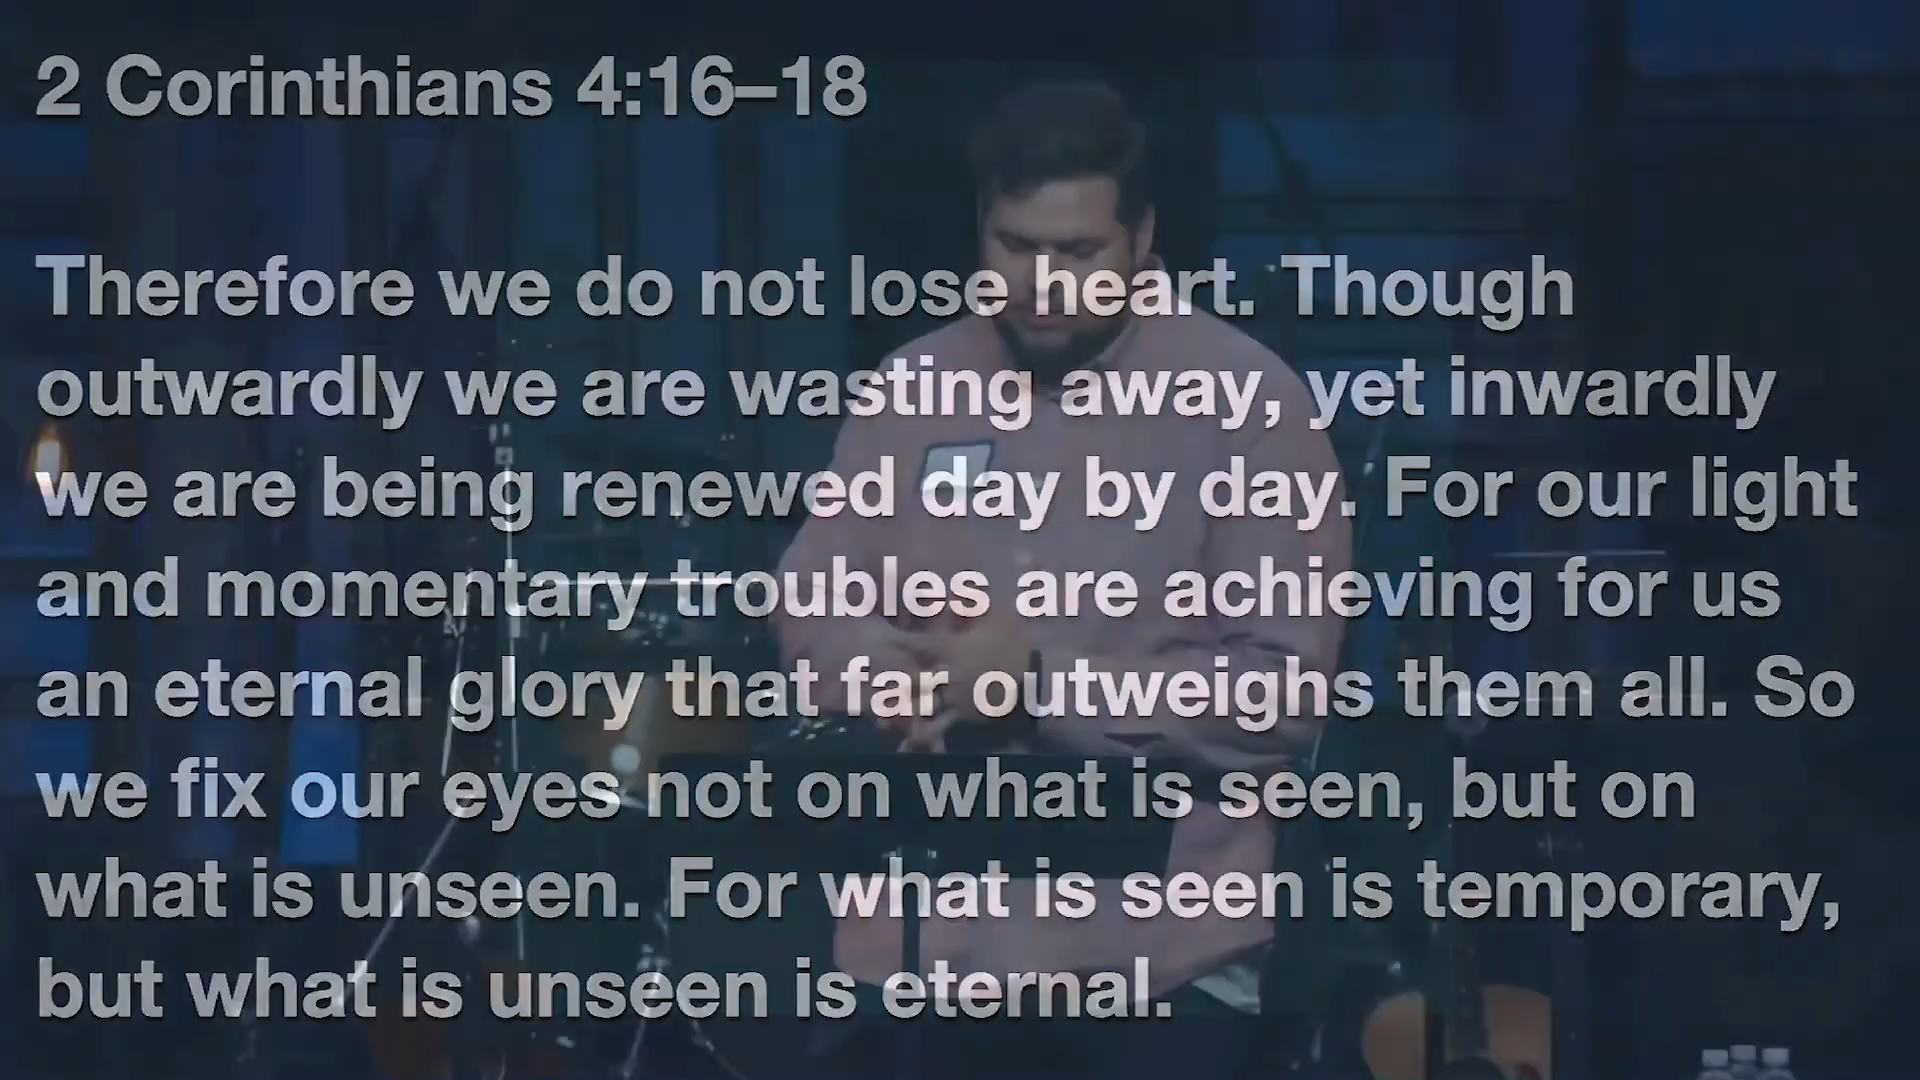 2 Corinthians 4:16–18
Therefore we do not lose heart. Though
outwardly we are wasting away, yet inwardly
we are being renewed day by day. For our light
and momentary troubles are achieving for us
an eternal glory that far outweighs them all. So
we fix our eyes not on what is seen, but on
what is unseen. For what is seen is temporary,
but what is unseen is eternal.